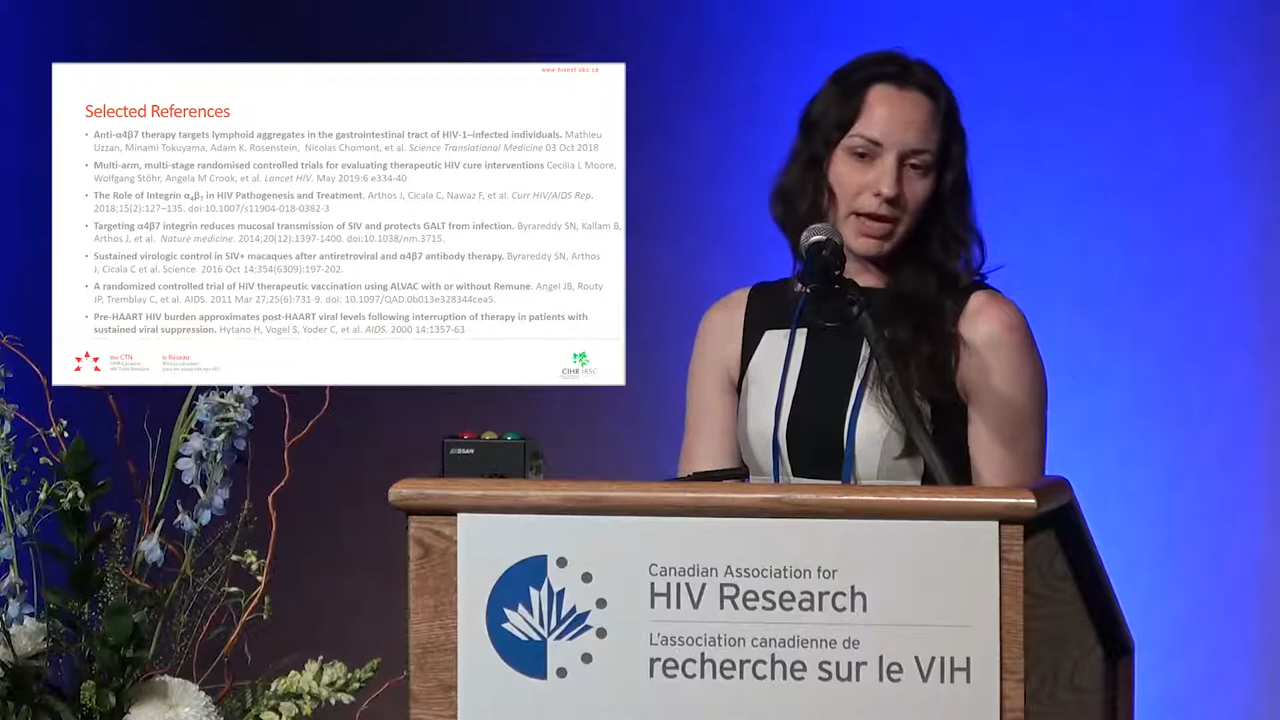 www.hivnet.ubc.ca
Selected References
• Anti-α4β7 therapy targets lymphoid aggregates in the gastrointestinal tract of HIV-1–infected individuals. Mathieu
Uzzan, Minami Tokuyama, Adam K. Rosenstein, Nicolas Chomont, et al. Science Translational Medicine 03 Oct 2018
• Multi-arm, multi-stage randomised controlled trials for evaluating therapeutic HIV cure interventions Cecilia L Moore,
Wolfgang Stöhr, Angela M Crook, et al. Lancet HIV. May 2019:6 e334-40
• The Role of Integrin α4β7 in HIV Pathogenesis and Treatment. Arthos J, Cicala C, Nawaz F, et al. Curr HIV/AIDS Rep.
2018;15(2):127–135. doi:10.1007/s11904-018-0382-3
• Targeting α4β7 integrin reduces mucosal transmission of SIV and protects GALT from infection. Byrareddy SN, Kallam B,
Arthos J, et al. Nature medicine. 2014;20(12):1397-1400. doi:10.1038/nm.3715.
• Sustained virologic control in SIV+ macaques after antiretroviral and α4β7 antibody therapy. Byrareddy SN, Arthos
J, Cicala C et al. Science. 2016 Oct 14;354(6309):197-202.
• A randomized controlled trial of HIV therapeutic vaccination using ALVAC with or without Remune. Angel JB, Routy
JP, Tremblay C, et al. AIDS. 2011 Mar 27;25(6):731-9. doi: 10.1097/QAD.0b013e328344cea5.
• Pre-HAART HIV burden approximates post-HAART viral levels following interruption of therapy in patients with
sustained viral suppression. Hytano H, Vogel S, Yoder C, et al. AIDS. 2000 14:1357-63
the CTN
le Réseau
CIHR IRSC
DSAN
Canadian Association for
HIV Research
L'association canadienne de
recherche sur le VIH